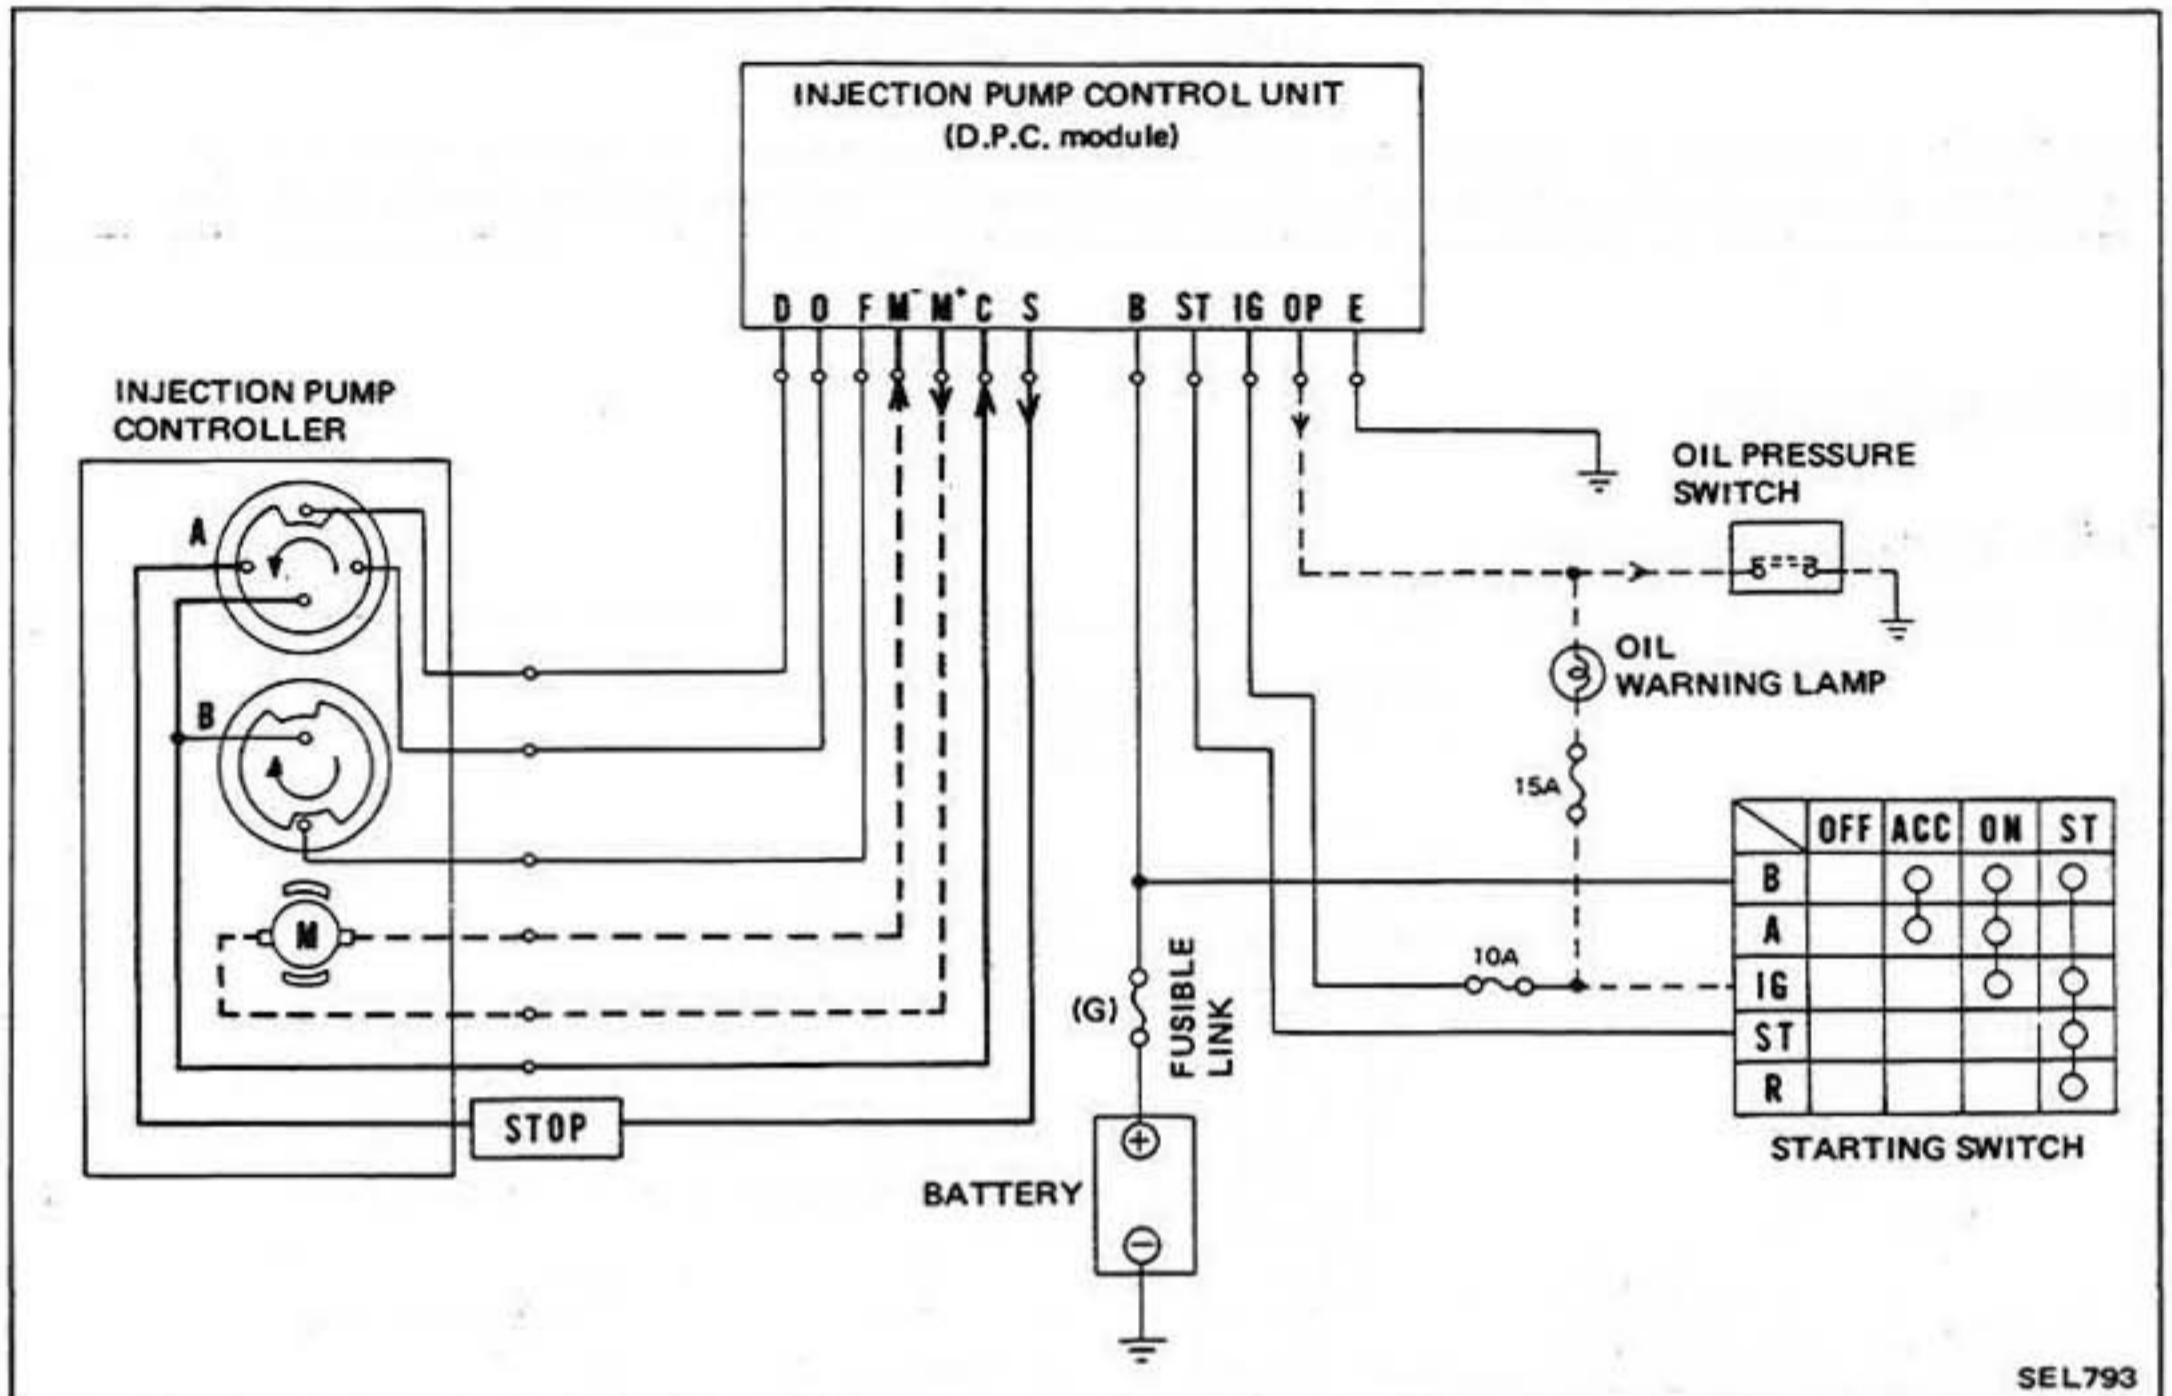 INJECTION PUMP CONTROL UNIT
(D.P.C. module)
D O F M⁻ M⁺ C S B ST IG OP E
INJECTION PUMP
CONTROLLER
A
B
M
STOP
OIL PRESSURE
SWITCH
OIL
WARNING LAMP
15A
10A
(G)
FUSIBLE
LINK
BATTERY
+
−
OFF ACC ON ST
B
A
IG
ST
R
STARTING SWITCH
SEL793